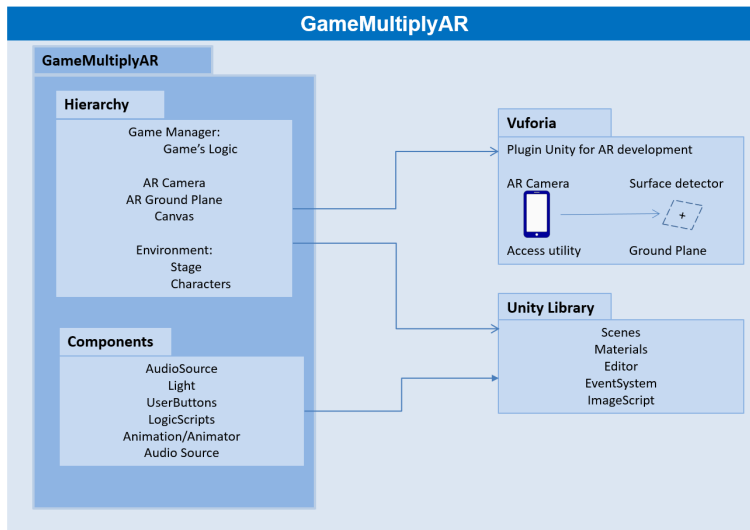 GameMultiplyAR
GameMultiplyAR
Hierarchy
Game Manager:
Game's Logic
AR Camera
AR Ground Plane
Canvas
Environment:
Stage
Characters
Components
AudioSource
Light
UserButtons
LogicScripts
Animation/Animator
Audio Source
Vuforia
Plugin Unity for AR development
AR Camera
Surface detector
Access utility
Ground Plane
Unity Library
Scenes
Materials
Editor
EventSystem
ImageScript